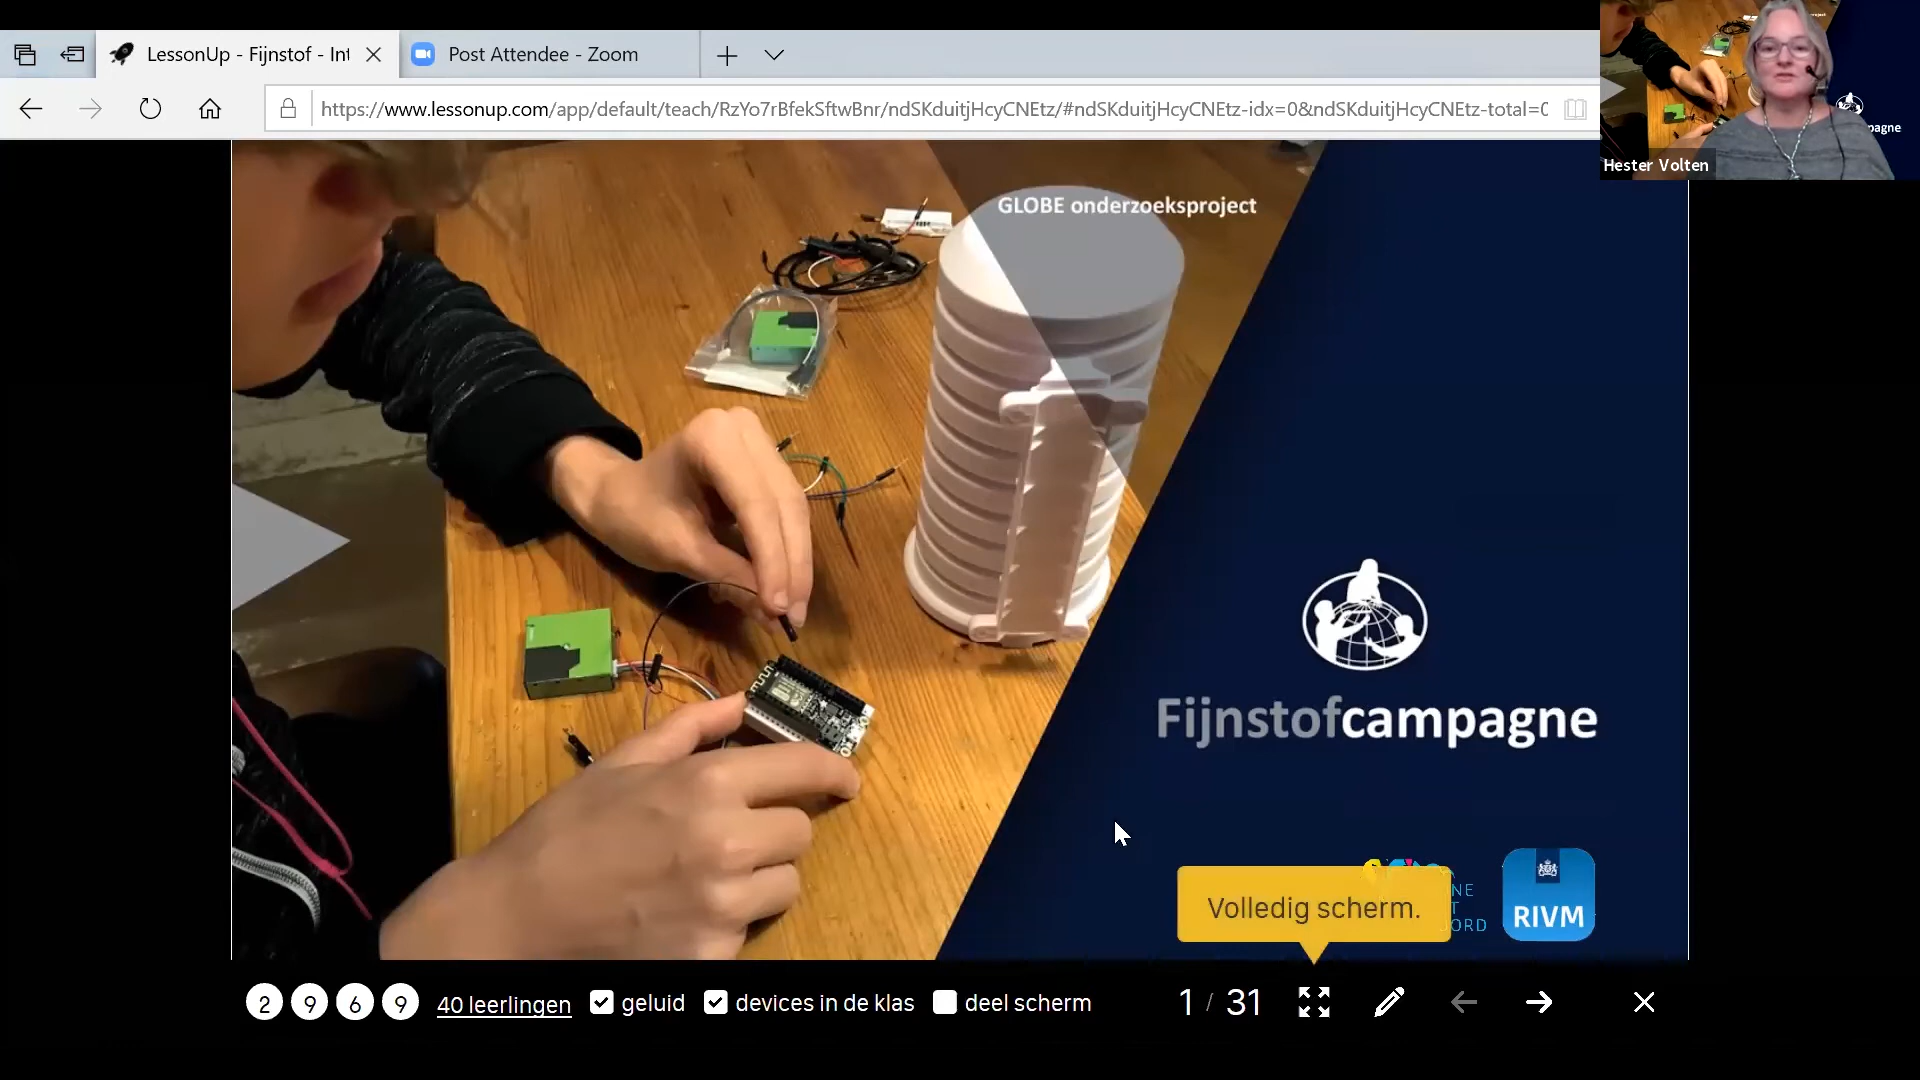 LessonUp - Fijnstof - Int
Post Attendee - Zoom
https://www.lessonup.com/app/default/teach/RzYo7rBfekSftwBnr/ndSKduitjHcyCNEtz/#ndSKduitjHcyCNEtz-idx=0&ndSKduitjHcyCNEtz-total=0
pagne
Hester Volten
GLOBE onderzoeksproject
Fijnstofcampagne
Volledig scherm.
RIVM
2 9 6 9 40 leerlingen geluid devices in de klas deel scherm 1 / 31